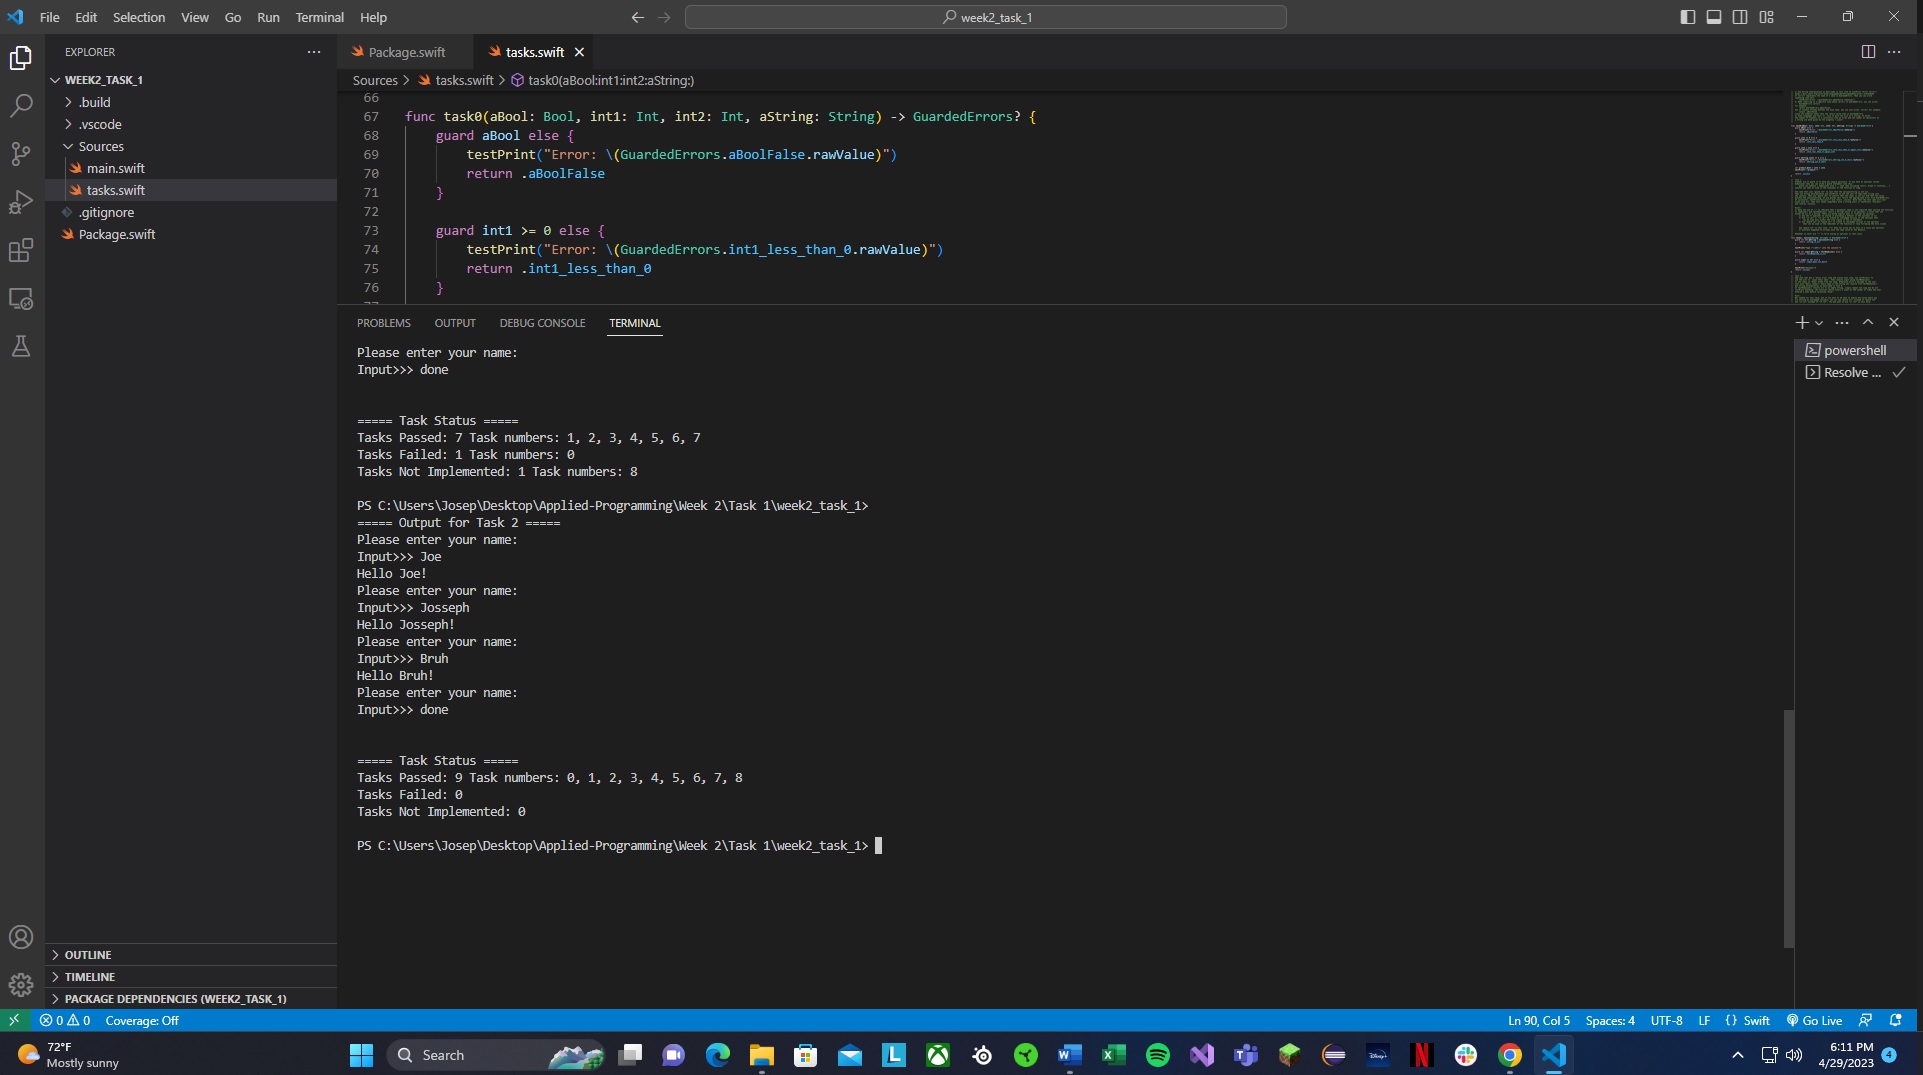 File Edit Selection View Go Run Terminal Help
week2_task_1
EXPLORER
WEEK2_TASK_1
.build
.vscode
Sources
main.swift
tasks.swift
.gitignore
Package.swift
OUTLINE
TIMELINE
PACKAGE DEPENDENCIES (WEEK2_TASK_1)
Package.swift tasks.swift
Sources > tasks.swift > task0(aBool:int1:int2:aString:)
66
67 func task0(aBool: Bool, int1: Int, int2: Int, aString: String) -> GuardedErrors? {
68 guard aBool else {
69 testPrint("Error: \(GuardedErrors.aBoolFalse.rawValue)")
70 return .aBoolFalse
71 }
72
73 guard int1 >= 0 else {
74 testPrint("Error: \(GuardedErrors.int1_less_than_0.rawValue)")
75 return .int1_less_than_0
76 }
77
PROBLEMS OUTPUT DEBUG CONSOLE TERMINAL
powershell
Resolve ...
Please enter your name:
Input>>> done
===== Task Status =====
Tasks Passed: 7 Task numbers: 1, 2, 3, 4, 5, 6, 7
Tasks Failed: 1 Task numbers: 0
Tasks Not Implemented: 1 Task numbers: 8
PS C:\Users\Josep\Desktop\Applied-Programming\Week 2\Task 1\week2_task_1>
===== Output for Task 2 =====
Please enter your name:
Input>>> Joe
Hello Joe!
Please enter your name:
Input>>> Josseph
Hello Josseph!
Please enter your name:
Input>>> Bruh
Hello Bruh!
Please enter your name:
Input>>> done
===== Task Status =====
Tasks Passed: 9 Task numbers: 0, 1, 2, 3, 4, 5, 6, 7, 8
Tasks Failed: 0
Tasks Not Implemented: 0
PS C:\Users\Josep\Desktop\Applied-Programming\Week 2\Task 1\week2_task_1>
0 0 Coverage: Off
Ln 90, Col 5 Spaces: 4 UTF-8 LF {} Swift Go Live
72°F
Mostly sunny
Search
6:11 PM
4/29/2023
4